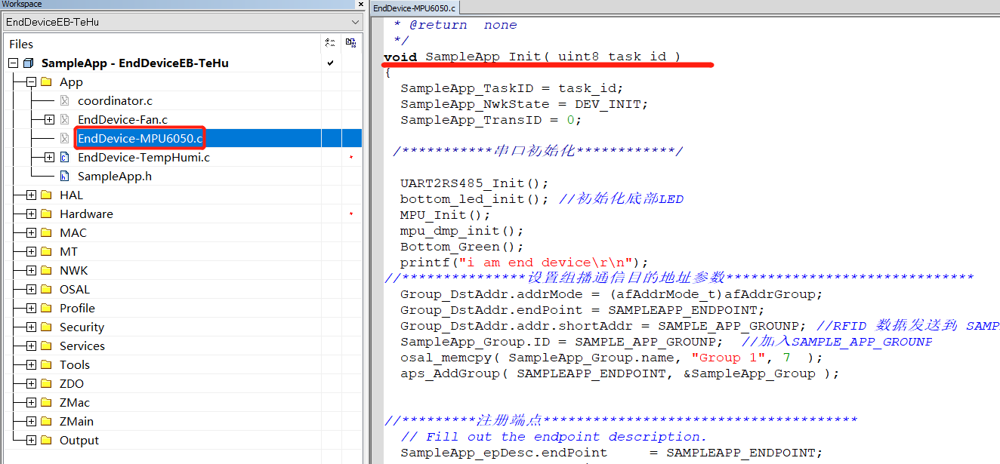 Workspace
EndDeviceEB-TeHu
Files
SampleApp - EndDeviceEB-TeHu
App
coordinator.c
EndDevice-Fan.c
EndDevice-MPU6050.c
EndDevice-TempHumi.c
SampleApp.h
HAL
Hardware
MAC
MT
NWK
OSAL
Profile
Security
Services
Tools
ZDO
ZMac
ZMain
Output
EndDevice-MPU6050.c
* @return  none
*/
void SampleApp_Init( uint8 task_id )
{
SampleApp_TaskID = task_id;
SampleApp_NwkState = DEV_INIT;
SampleApp_TransID = 0;
/***********串口初始化************/
UART2RS485_Init();
bottom_led_init(); //初始化底部LED
MPU_Init();
mpu_dmp_init();
Bottom_Green();
printf("i am end device\r\n");
//***************设置组播通信目的地址参数******************************
Group_DstAddr.addrMode = (afAddrMode_t)afAddrGroup;
Group_DstAddr.endPoint = SAMPLEAPP_ENDPOINT;
Group_DstAddr.addr.shortAddr = SAMPLE_APP_GROUNP; //RFID 数据发送到 SAMP
SampleApp_Group.ID = SAMPLE_APP_GROUNP;  //加入SAMPLE_APP_GROUNP
osal_memcpy( SampleApp_Group.name, "Group 1", 7  );
aps_AddGroup( SAMPLEAPP_ENDPOINT, &SampleApp_Group );
//*********注册端点**************************************
// Fill out the endpoint description.
SampleApp_epDesc.endPoint     = SAMPLEAPP_ENDPOINT;